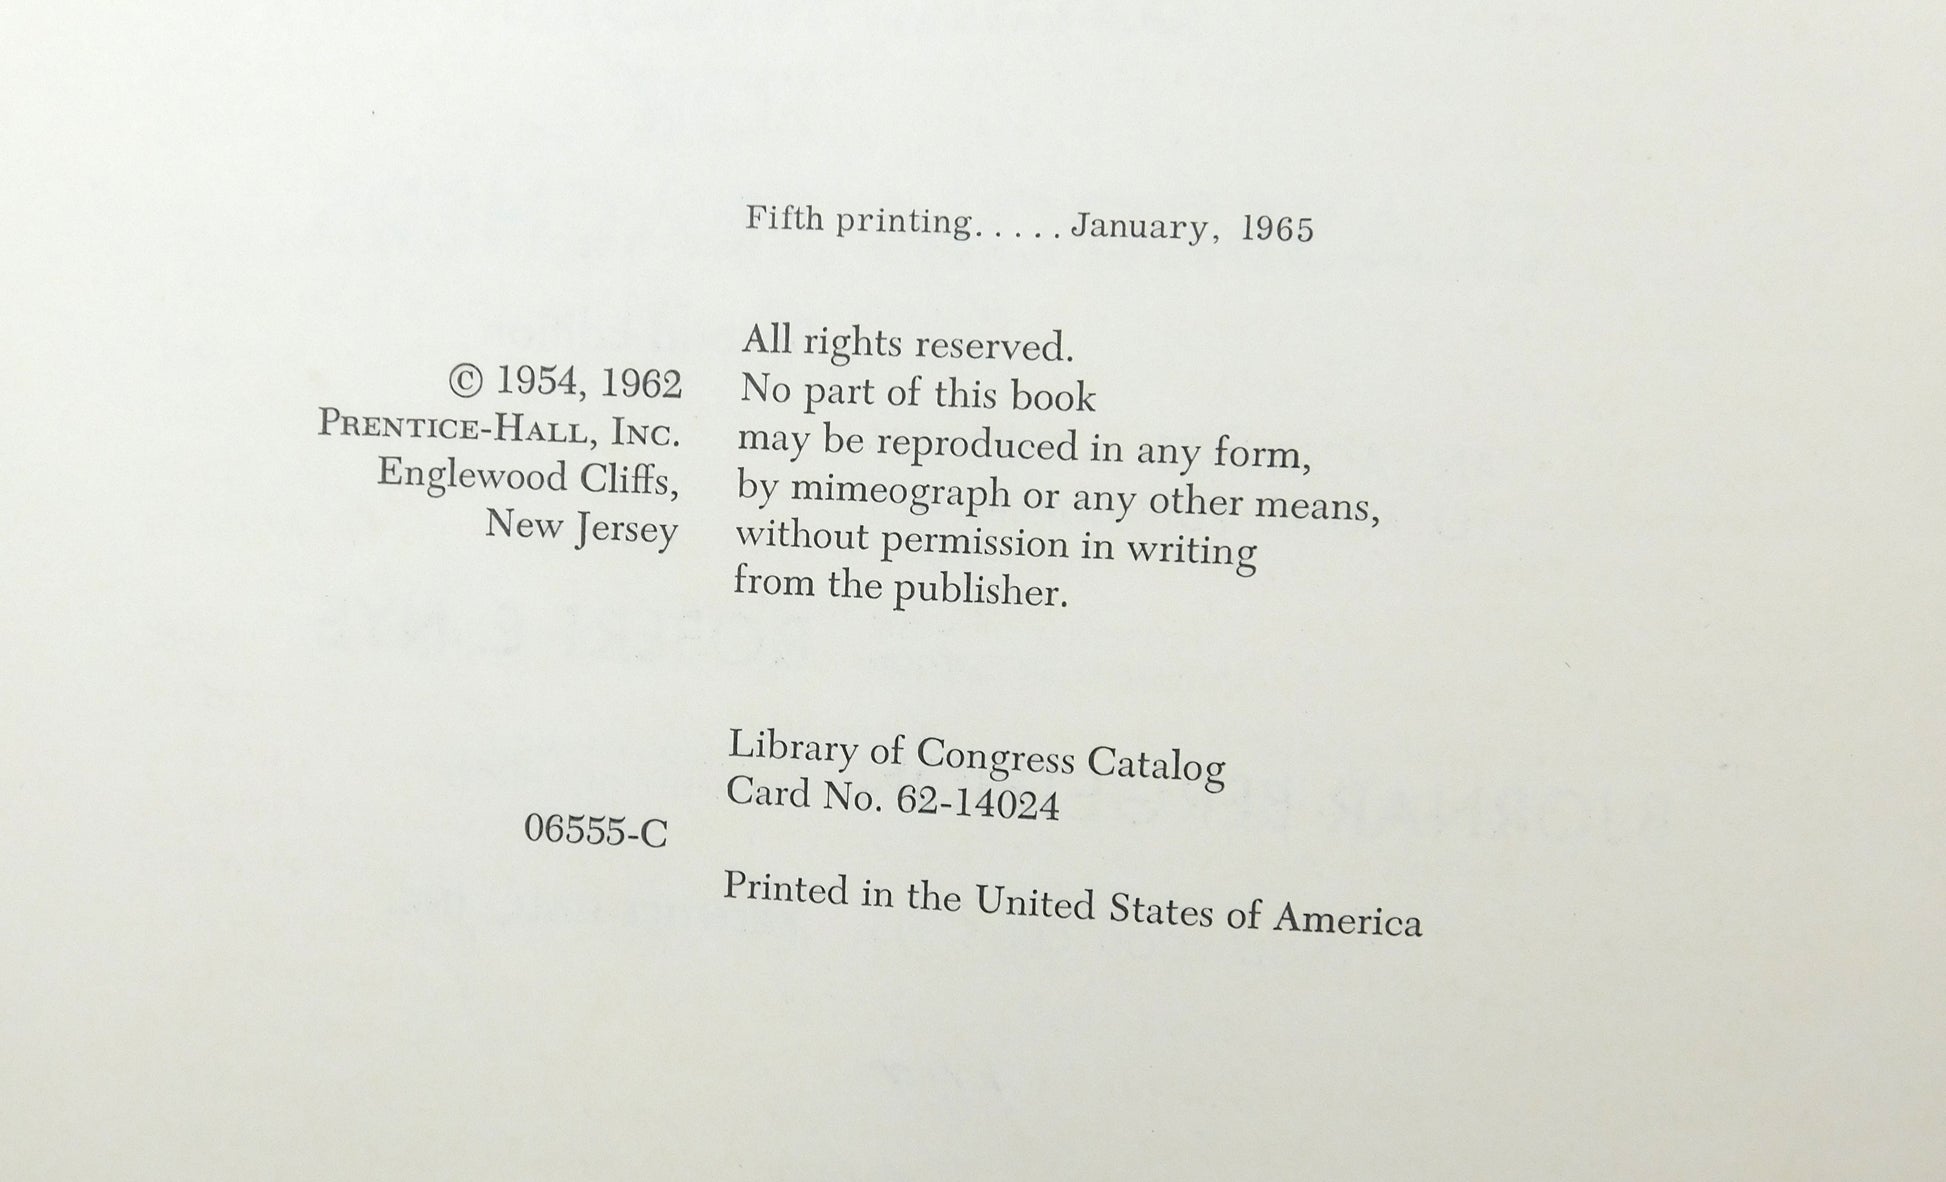 Fifth printing. . . . . January, 1965
© 1954, 1962
PRENTICE-HALL, INC.
Englewood Cliffs,
New Jersey
All rights reserved.
No part of this book
may be reproduced in any form,
by mimeograph or any other means,
without permission in writing
from the publisher.
Library of Congress Catalog
Card No. 62-14024
06555-C
Printed in the United States of America